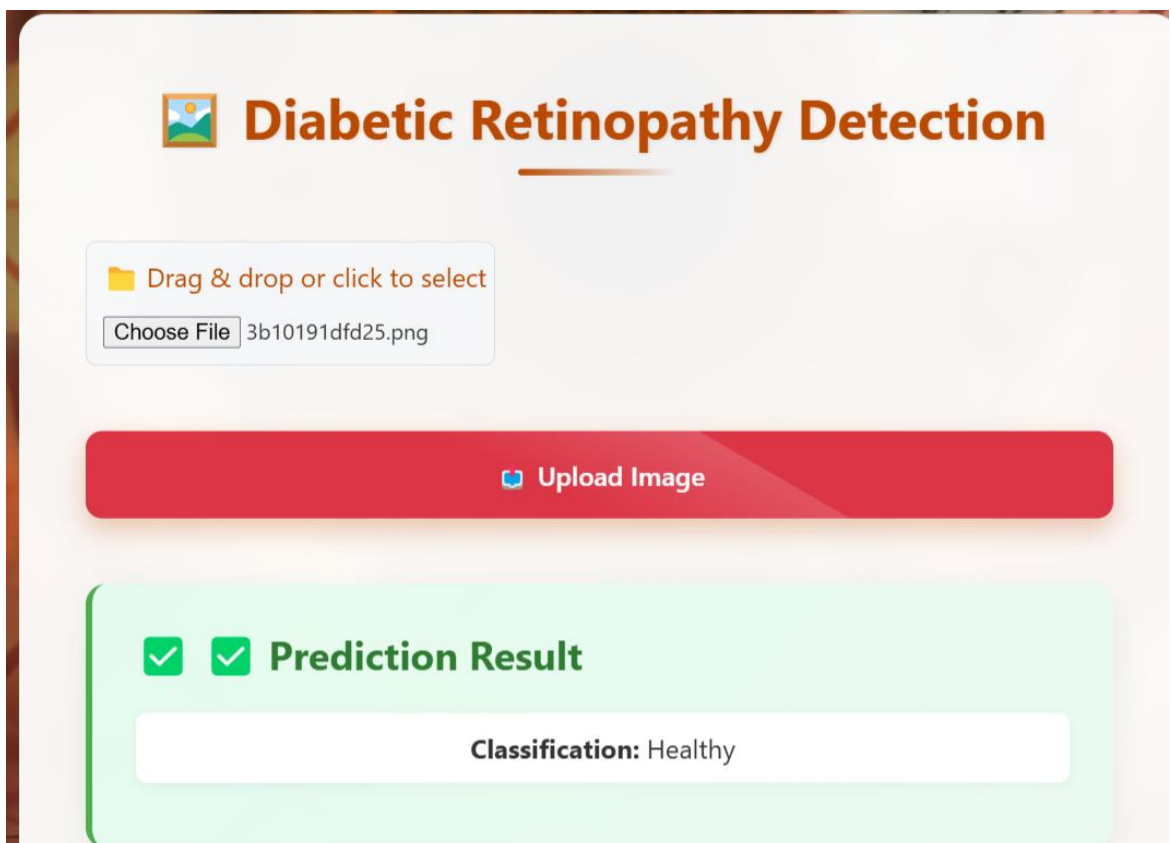 Diabetic Retinopathy Detection
Drag & drop or click to select
Choose File 3b10191dfd25.png
Upload Image
Prediction Result
Classification: Healthy